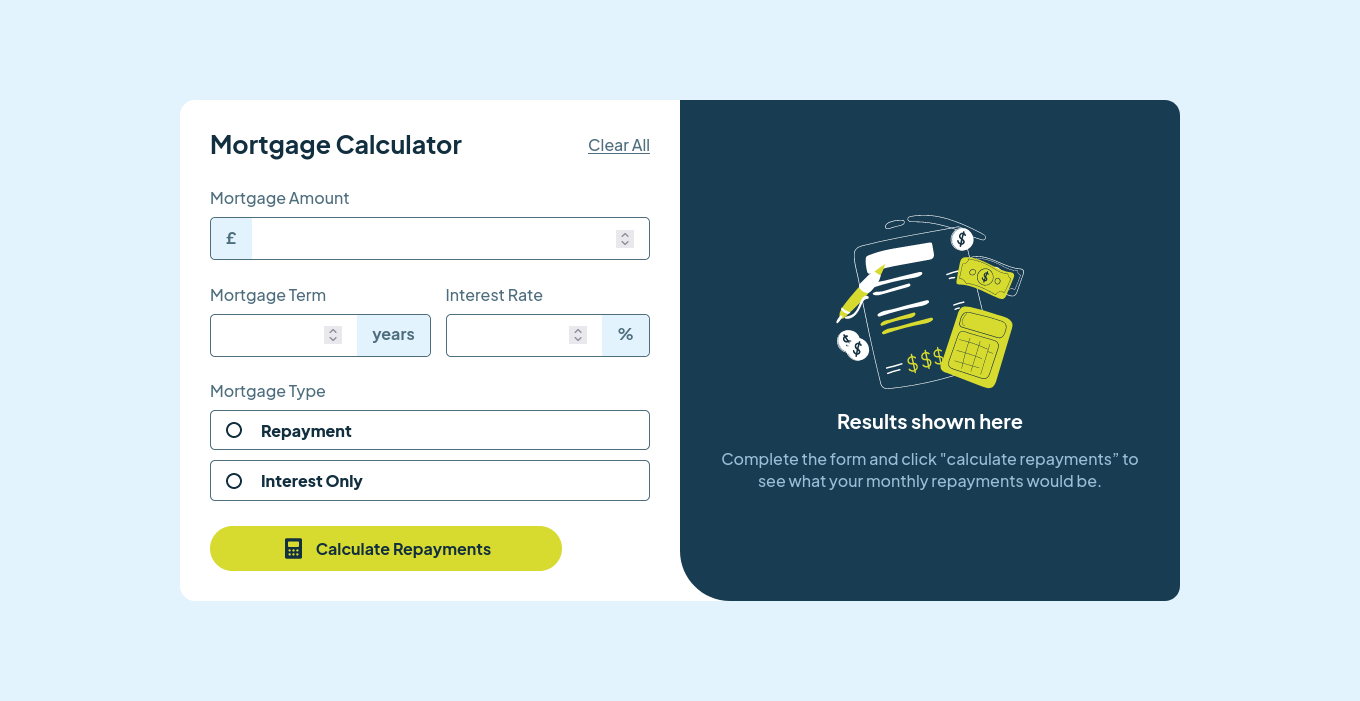 Mortgage Calculator
Clear All
Mortgage Amount
£
Mortgage Term
Interest Rate
years
%
Mortgage Type
Repayment
Interest Only
Calculate Repayments
$
$
$
$
$$$
Results shown here
Complete the form and click "calculate repayments” to
see what your monthly repayments would be.